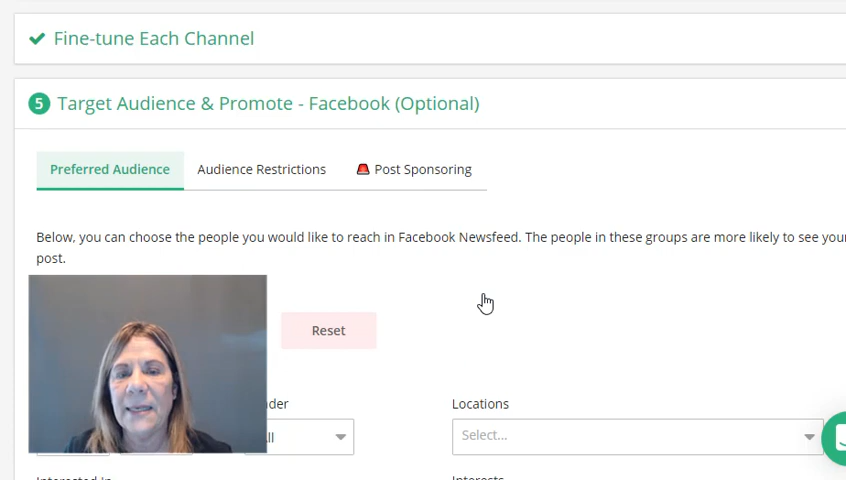 Fine-tune Each Channel
5 Target Audience & Promote - Facebook (Optional)
Preferred Audience Audience Restrictions Post Sponsoring
Below, you can choose the people you would like to reach in Facebook Newsfeed. The people in these groups are more likely to see your
post.
Reset
Locations
Select...